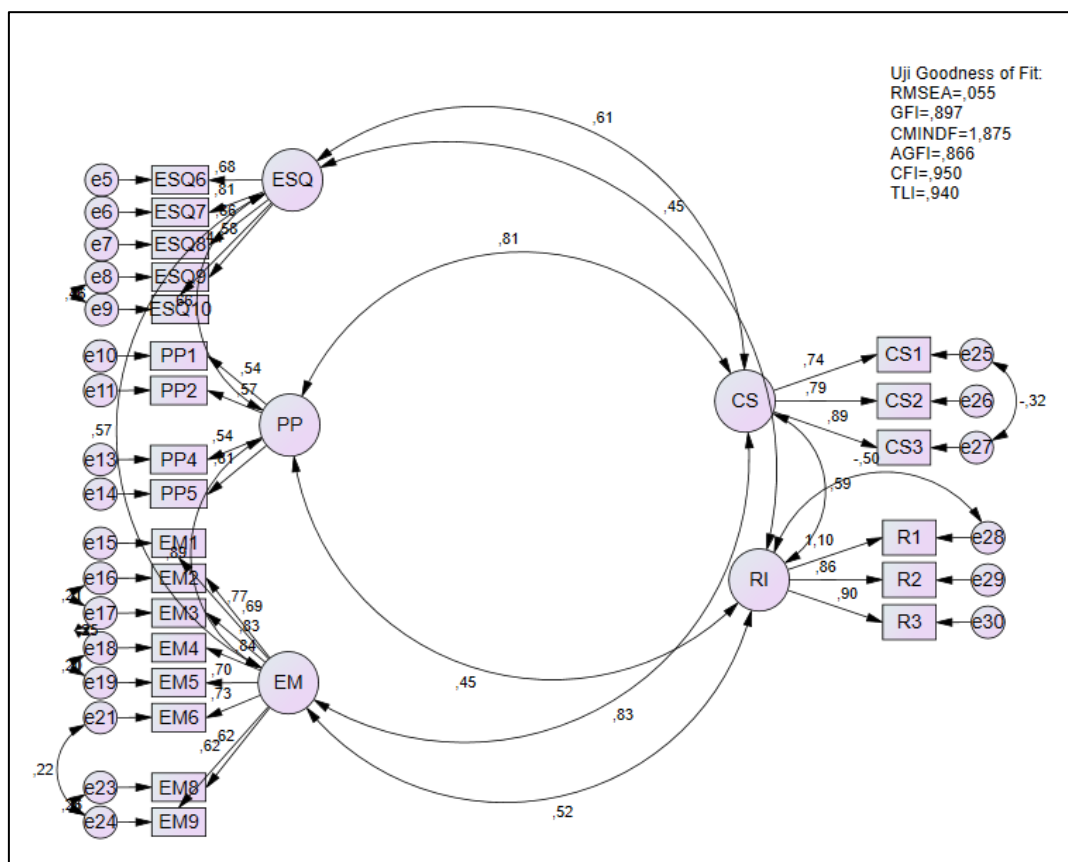 Uji Goodness of Fit:
RMSEA=,055
GFI=,897
CMINDF=1,875
AGFI=,866
CFI=,950
TLI=,940
,61
,45
,81
ESQ
e5
ESQ6
,68
e6
ESQ7
,81
e7
ESQ8
,58
e8
ESQ9
e9
ESQ10
e10
PP1
,54
e11
PP2
,57
PP
,57
e13
PP4
,54
e14
PP5
,81
e15
EM1
e16
EM2
,77
,69
e17
EM3
,83
e18
EM4
,84
e19
EM5
,70
EM
e21
EM6
,73
,62
,62
,22
e23
EM8
e24
EM9
CS
,74
CS1
e25
,79
CS2
e26
-,32
,89
CS3
e27
-,50
,59
RI
1,10
R1
e28
,86
R2
e29
,90
R3
e30
,45
,83
,52